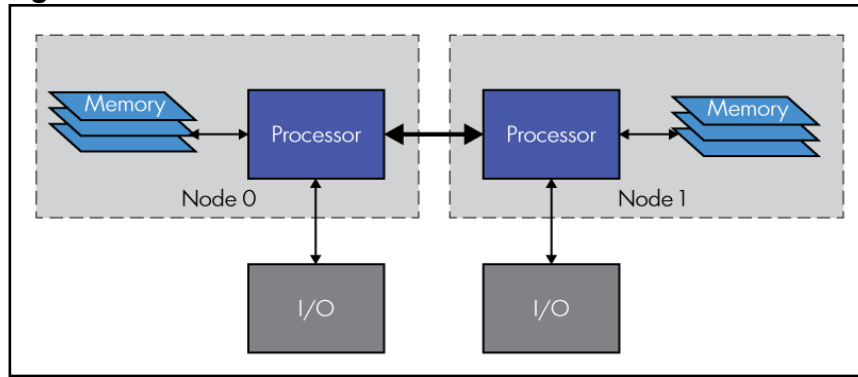 Memory
Processor
Processor
Memory
Node 0
Node 1
I/O
I/O